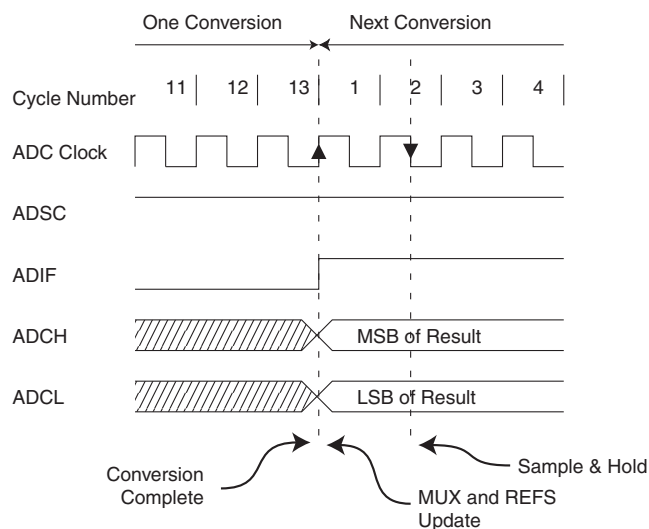 One Conversion Next Conversion
Cycle Number 11 12 13 1 2 3 4
ADC Clock
ADSC
ADIF
ADCH MSB of Result
ADCL LSB of Result
Conversion
Complete
MUX and REFS
Update
Sample & Hold